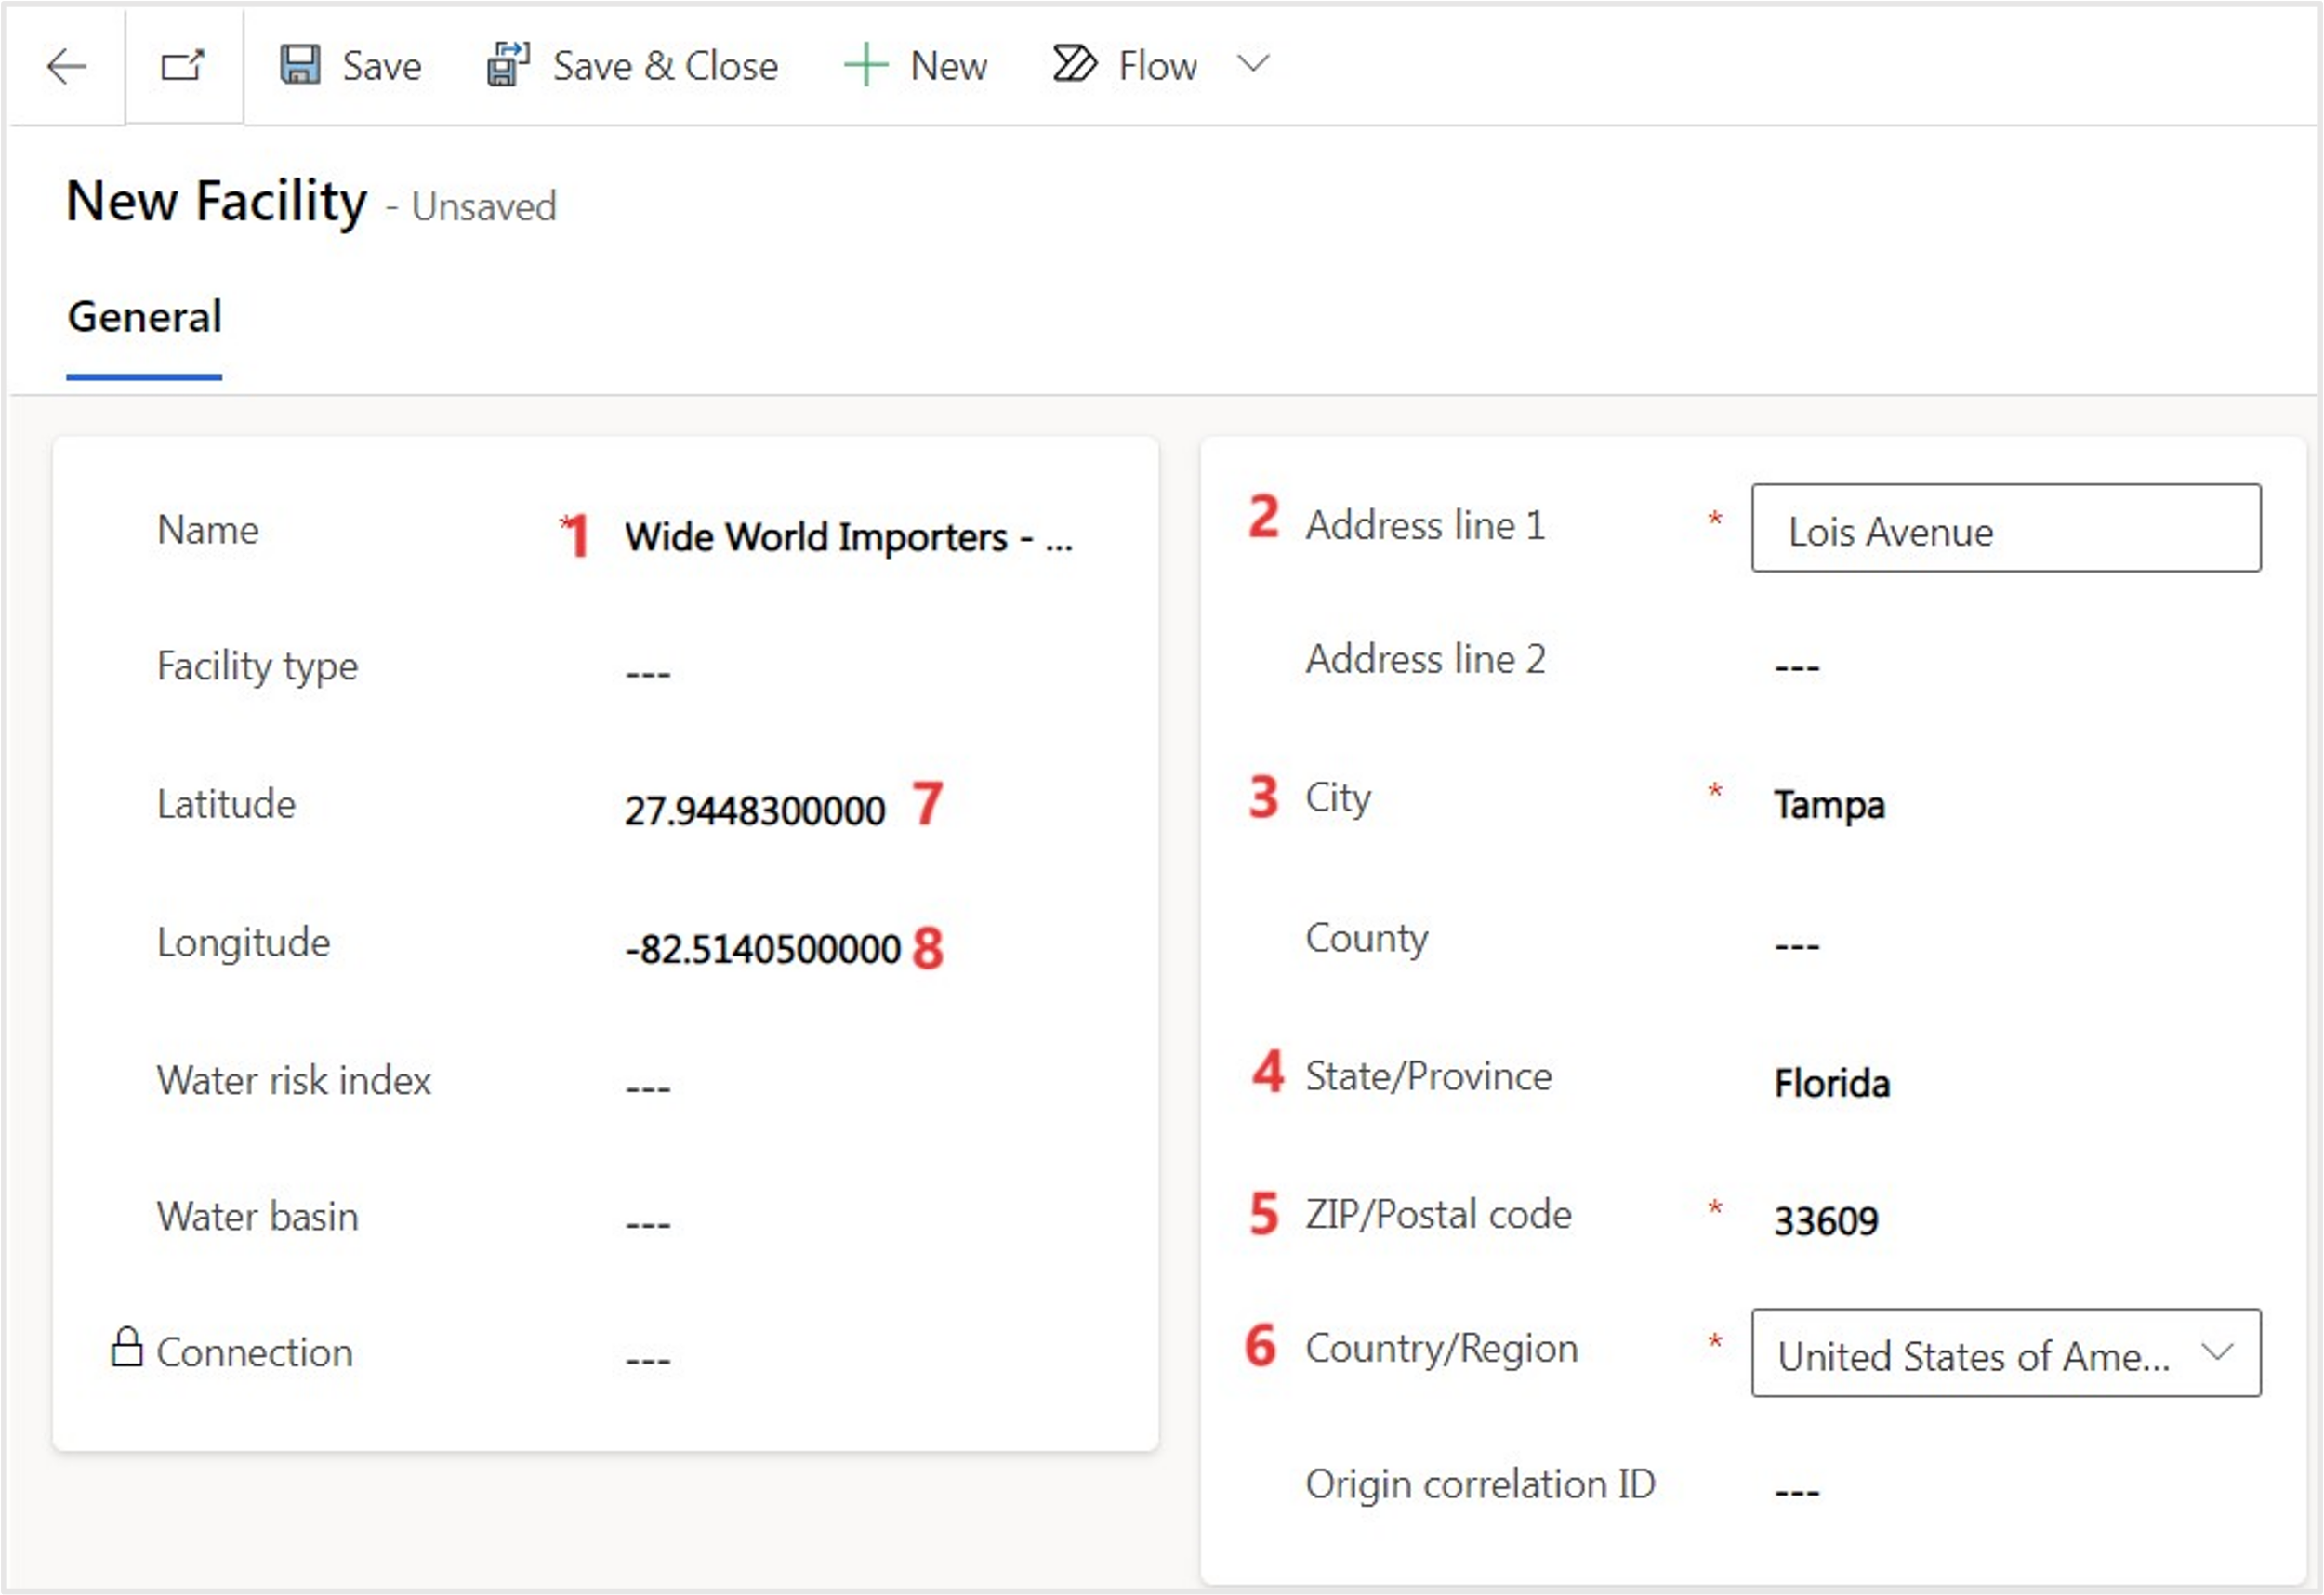 Save Save & Close New Flow
New Facility - Unsaved
General
Name *1 Wide World Importers - ...
Facility type ---
Latitude 27.9448300000 7
Longitude -82.5140500000 8
Water risk index ---
Water basin ---
Connection ---
2 Address line 1 * Lois Avenue
Address line 2 ---
3 City * Tampa
County ---
4 State/Province Florida
5 ZIP/Postal code * 33609
6 Country/Region * United States of Ame...
Origin correlation ID ---